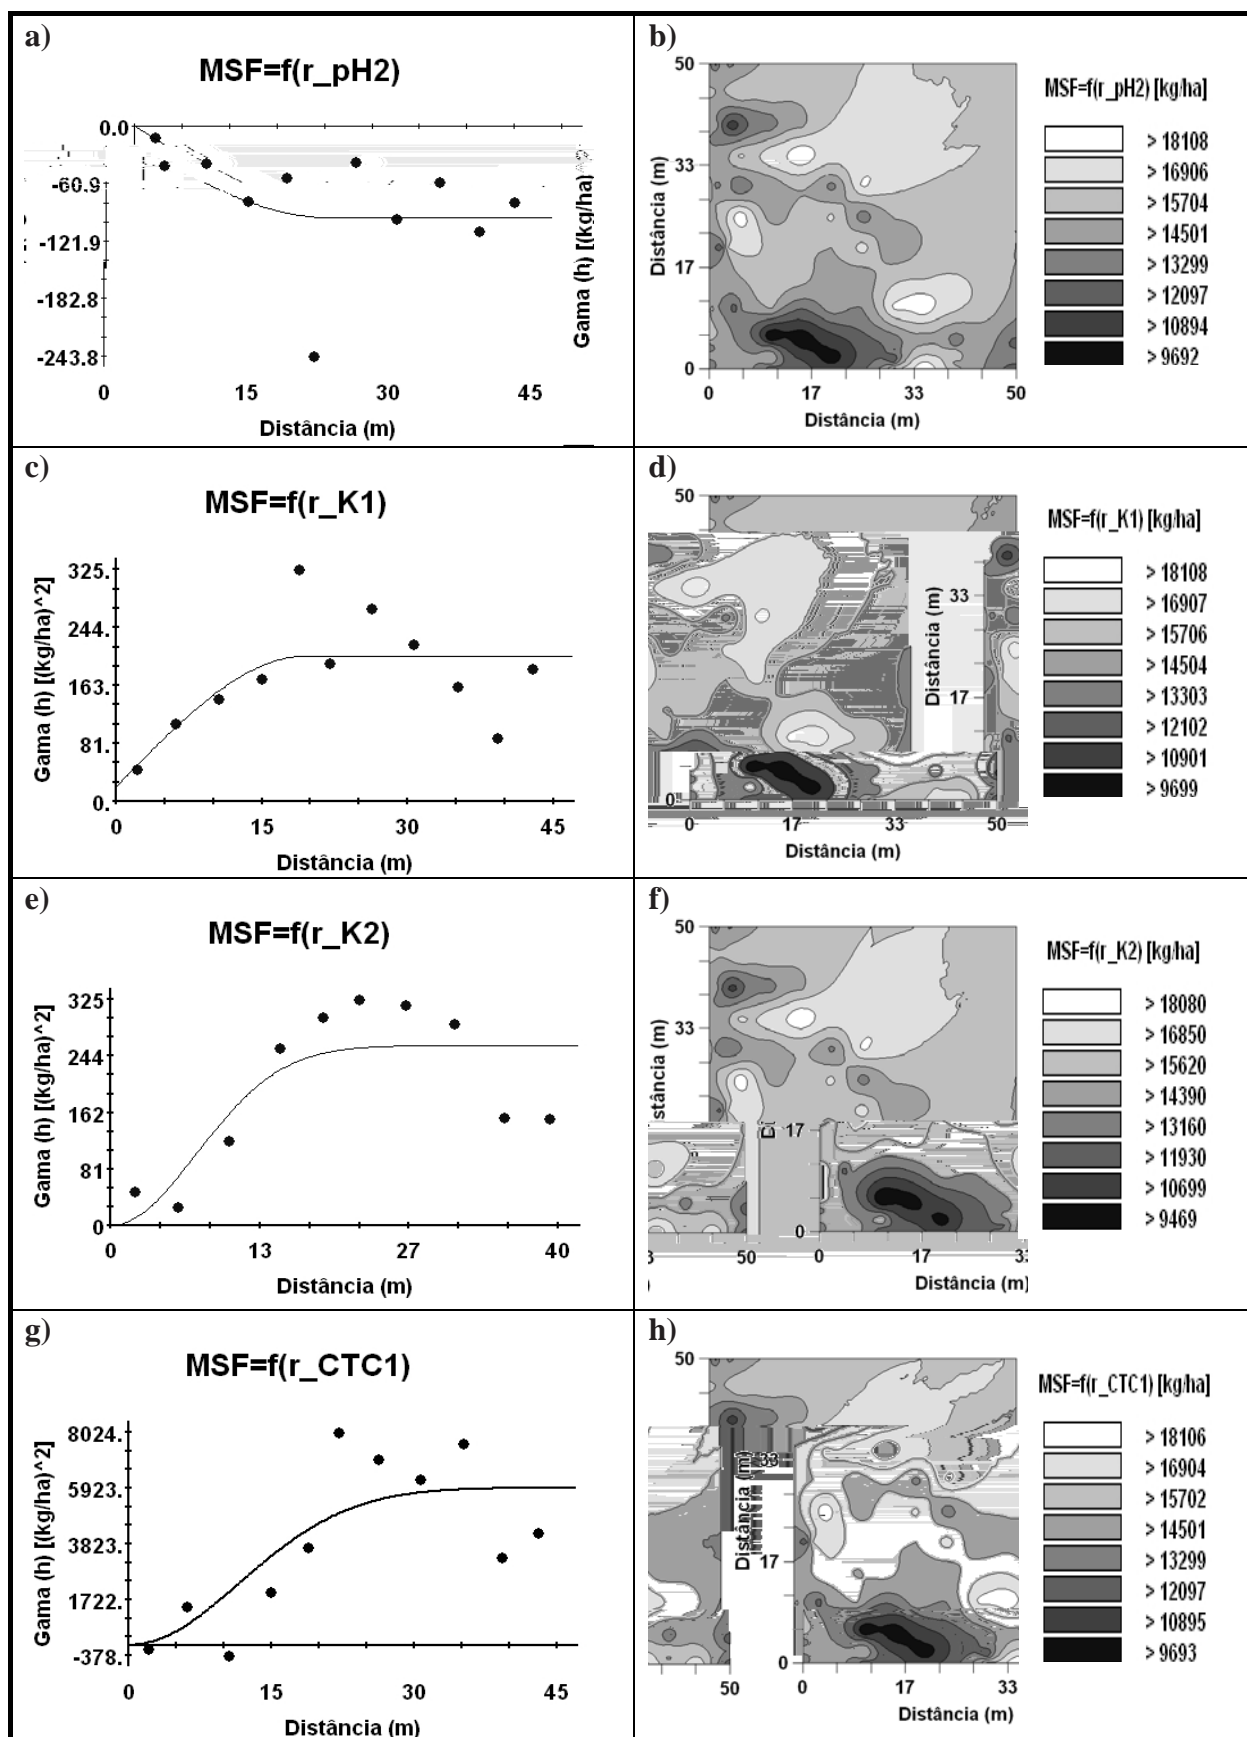 a)
MSF=f(r_pH2)
0.0
-60.9
-121.9
-182.8
-243.8
0 15 30 45
Distância (m)
Gama (h) [(kg/ha)
b)
50
33
17
0
Distância (m)
0 17 33 50
Distância (m)
MSF=f(r_pH2) [kg/ha]
> 18108
> 16906
> 15704
> 14501
> 13299
> 12097
> 10894
> 9692
c)
MSF=f(r_K1)
Gama (h) [(kg/ha)^2]
325.
244.
163.
81.
0.
0 15 30 45
Distância (m)
d)
50
Distância (m)
33
17
0
0 17 33 50
Distância (m)
MSF=f(r_K1) [kg/ha]
> 18108
> 16907
> 15706
> 14504
> 13303
> 12102
> 10901
> 9699
e)
MSF=f(r_K2)
Gama (h) [(kg/ha)^2]
325
244
162
81
0
0 13 27 40
Distância (m)
f)
50
33
stância (m)
17
0
50 0 17
Distância (m)
MSF=f(r_K2) [kg/ha]
> 18080
> 16850
> 15620
> 14390
> 13160
> 11930
> 10699
> 9469
g)
MSF=f(r_CTC1)
Gama (h) [(kg/ha)^2]
8024.
5923.
3823.
1722.
-378.
0 15 30 45
Distância (m)
h)
50
Distância (m)
33
17
0
50 0 17 33
Distância (m)
MSF=f(r_CTC1) [kg/ha]
> 18106
> 16904
> 15702
> 14501
> 13299
> 12097
> 10895
> 9693